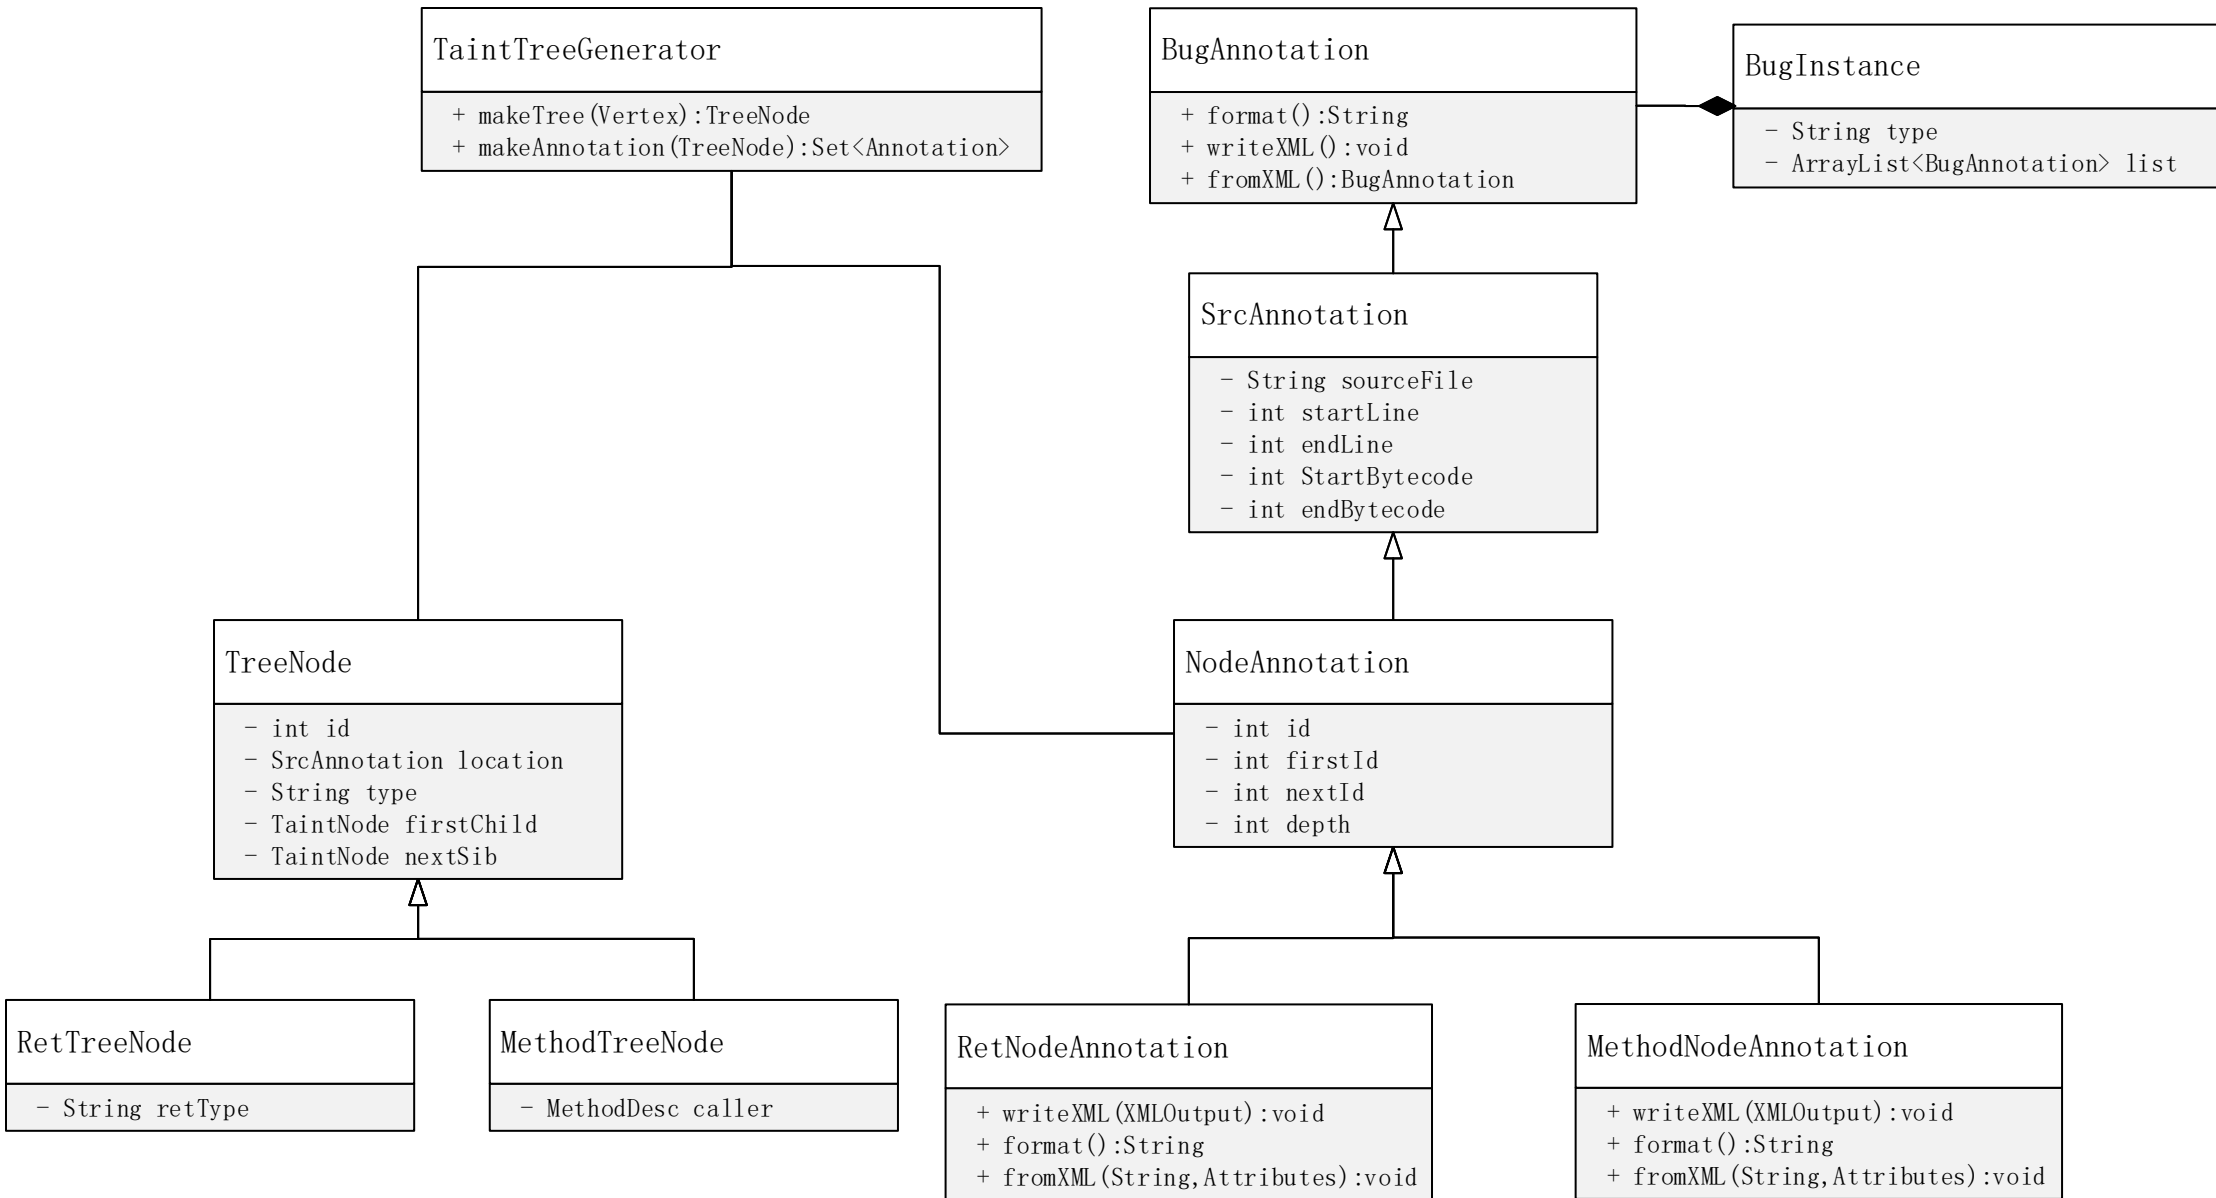 TaintTreeGenerator
+ makeTree(Vertex):TreeNode
+ makeAnnotation(TreeNode):Set<Annotation>
BugAnnotation
+ format():String
+ writeXML():void
+ fromXML():BugAnnotation
BugInstance
- String type
- ArrayList<BugAnnotation> list
SrcAnnotation
- String sourceFile
- int startLine
- int endLine
- int StartBytecode
- int endBytecode
TreeNode
- int id
- SrcAnnotation location
- String type
- TaintNode firstChild
- TaintNode nextSib
NodeAnnotation
- int id
- int firstId
- int nextId
- int depth
RetTreeNode
- String retType
MethodTreeNode
- MethodDesc caller
RetNodeAnnotation
+ writeXML(XMLOutput):void
+ format():String
+ fromXML(String,Attributes):void
MethodNodeAnnotation
+ writeXML(XMLOutput):void
+ format():String
+ fromXML(String,Attributes):void